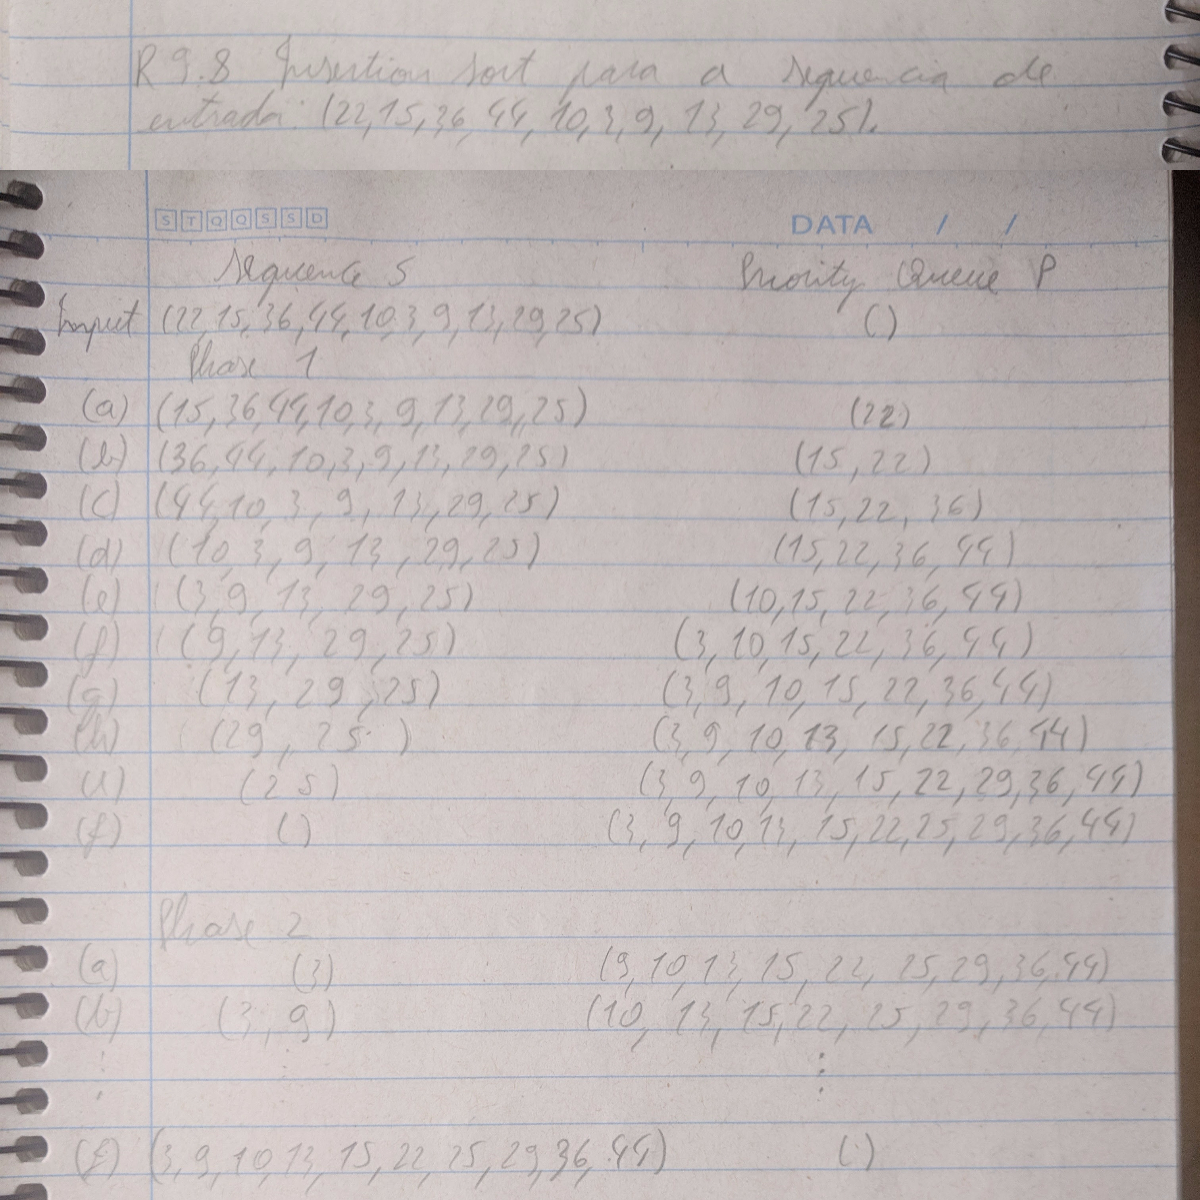 R 9.8 Insertion sort para a sequencia de
entrada: (22,15,36,44,10,3,9,13,29,25).
S T Q Q S S D DATA / /
Sequence S Priority Queue P
Input (22,15,36,44,10,3,9,13,29,25) ()
Phase 1
(a) (15,36,44,10,3,9,13,29,25) (22)
(b) (36,44,10,3,9,13,29,25) (15,22)
(c) (44,10,3,9,13,29,25) (15,22,36)
(d) (10,3,9,13,29,25) (15,22,36,44)
(e) (3,9,13,29,25) (10,15,22,36,44)
(f) (9,13,29,25) (3,10,15,22,36,44)
(g) (13,29,25) (3,9,10,15,22,36,44)
(h) (29,25) (3,9,10,13,15,22,36,44)
(i) (25) (3,9,10,13,15,22,29,36,44)
(f) () (3,9,10,13,15,22,25,29,36,44)
Phase 2
(a) (3) (9,10,13,15,22,25,29,36,44)
(b) (3,9) (10,13,15,22,25,29,36,44)
⋮ ⋮ ⋮
(f) (3,9,10,13,15,22,25,29,36,44) ()